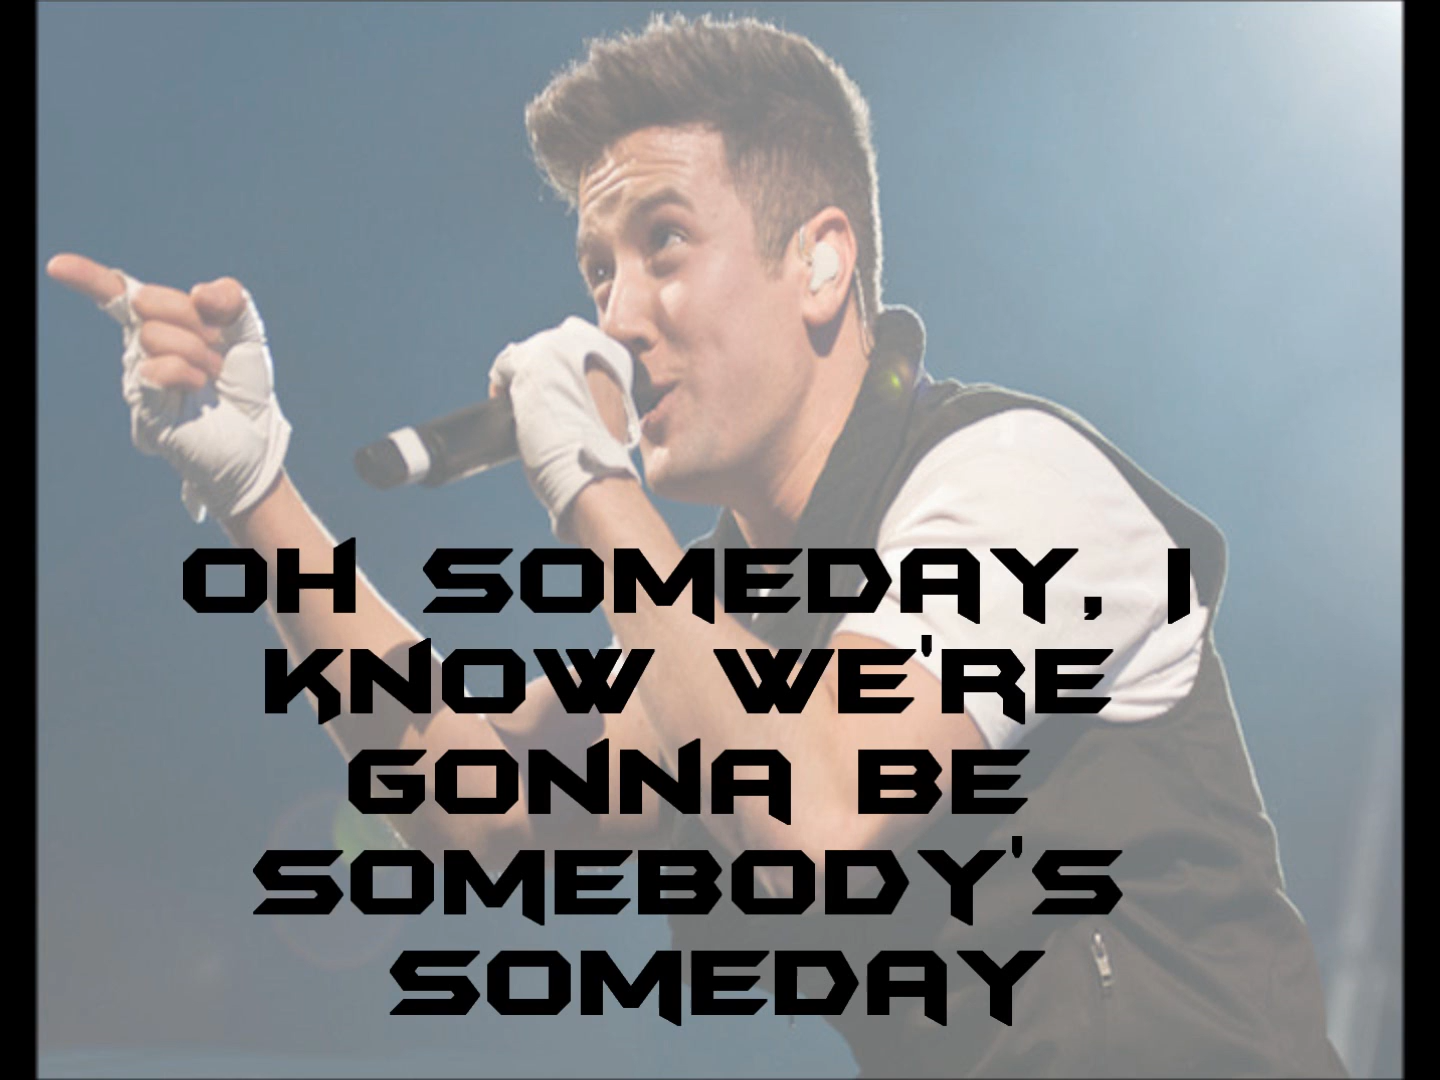 OH SOMEDAY, I
KNOW WE'RE
GONNA BE
SOMEBODY'S
SOMEDAY